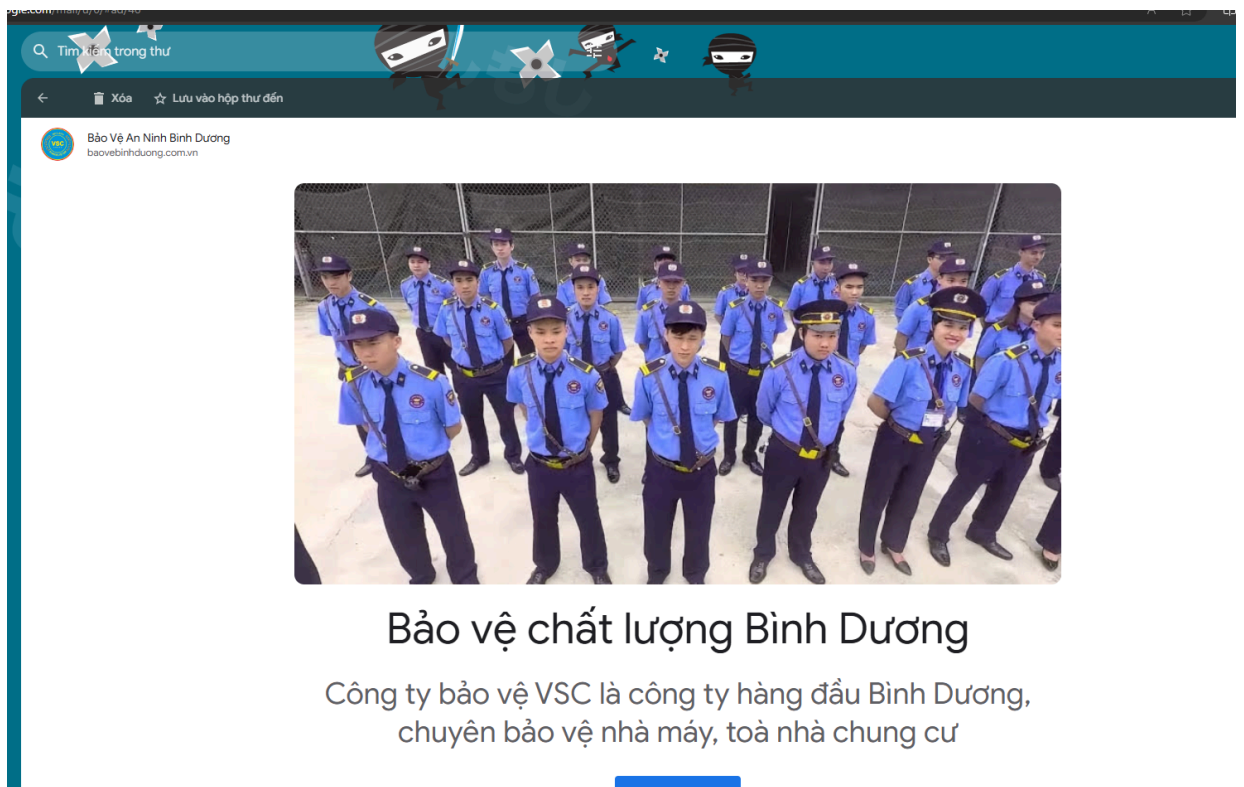 Tìm kiếm trong thư
Xóa
Lưu vào hộp thư đến
VSC
Bảo Vệ An Ninh Bình Dương
baovebinhduong.com.vn
Bảo vệ chất lượng Bình Dương
Công ty bảo vệ VSC là công ty hàng đầu Bình Dương,
chuyên bảo vệ nhà máy, toà nhà chung cư